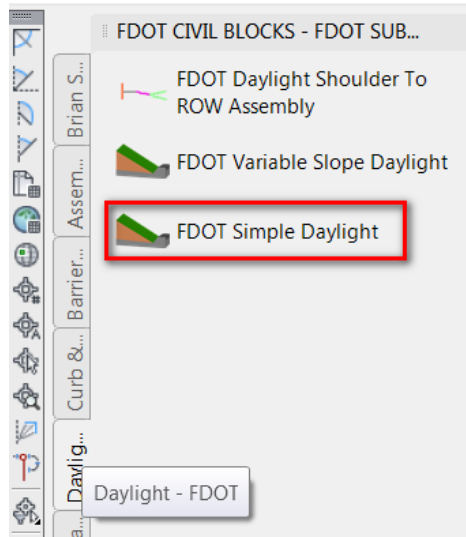 FDOT CIVIL BLOCKS - FDOT SUB...
Brian S...
FDOT Daylight Shoulder To
ROW Assembly
FDOT Variable Slope Daylight
Assem...
FDOT Simple Daylight
Barrier...
Curb &...
Daylig...
Daylight - FDOT
a...